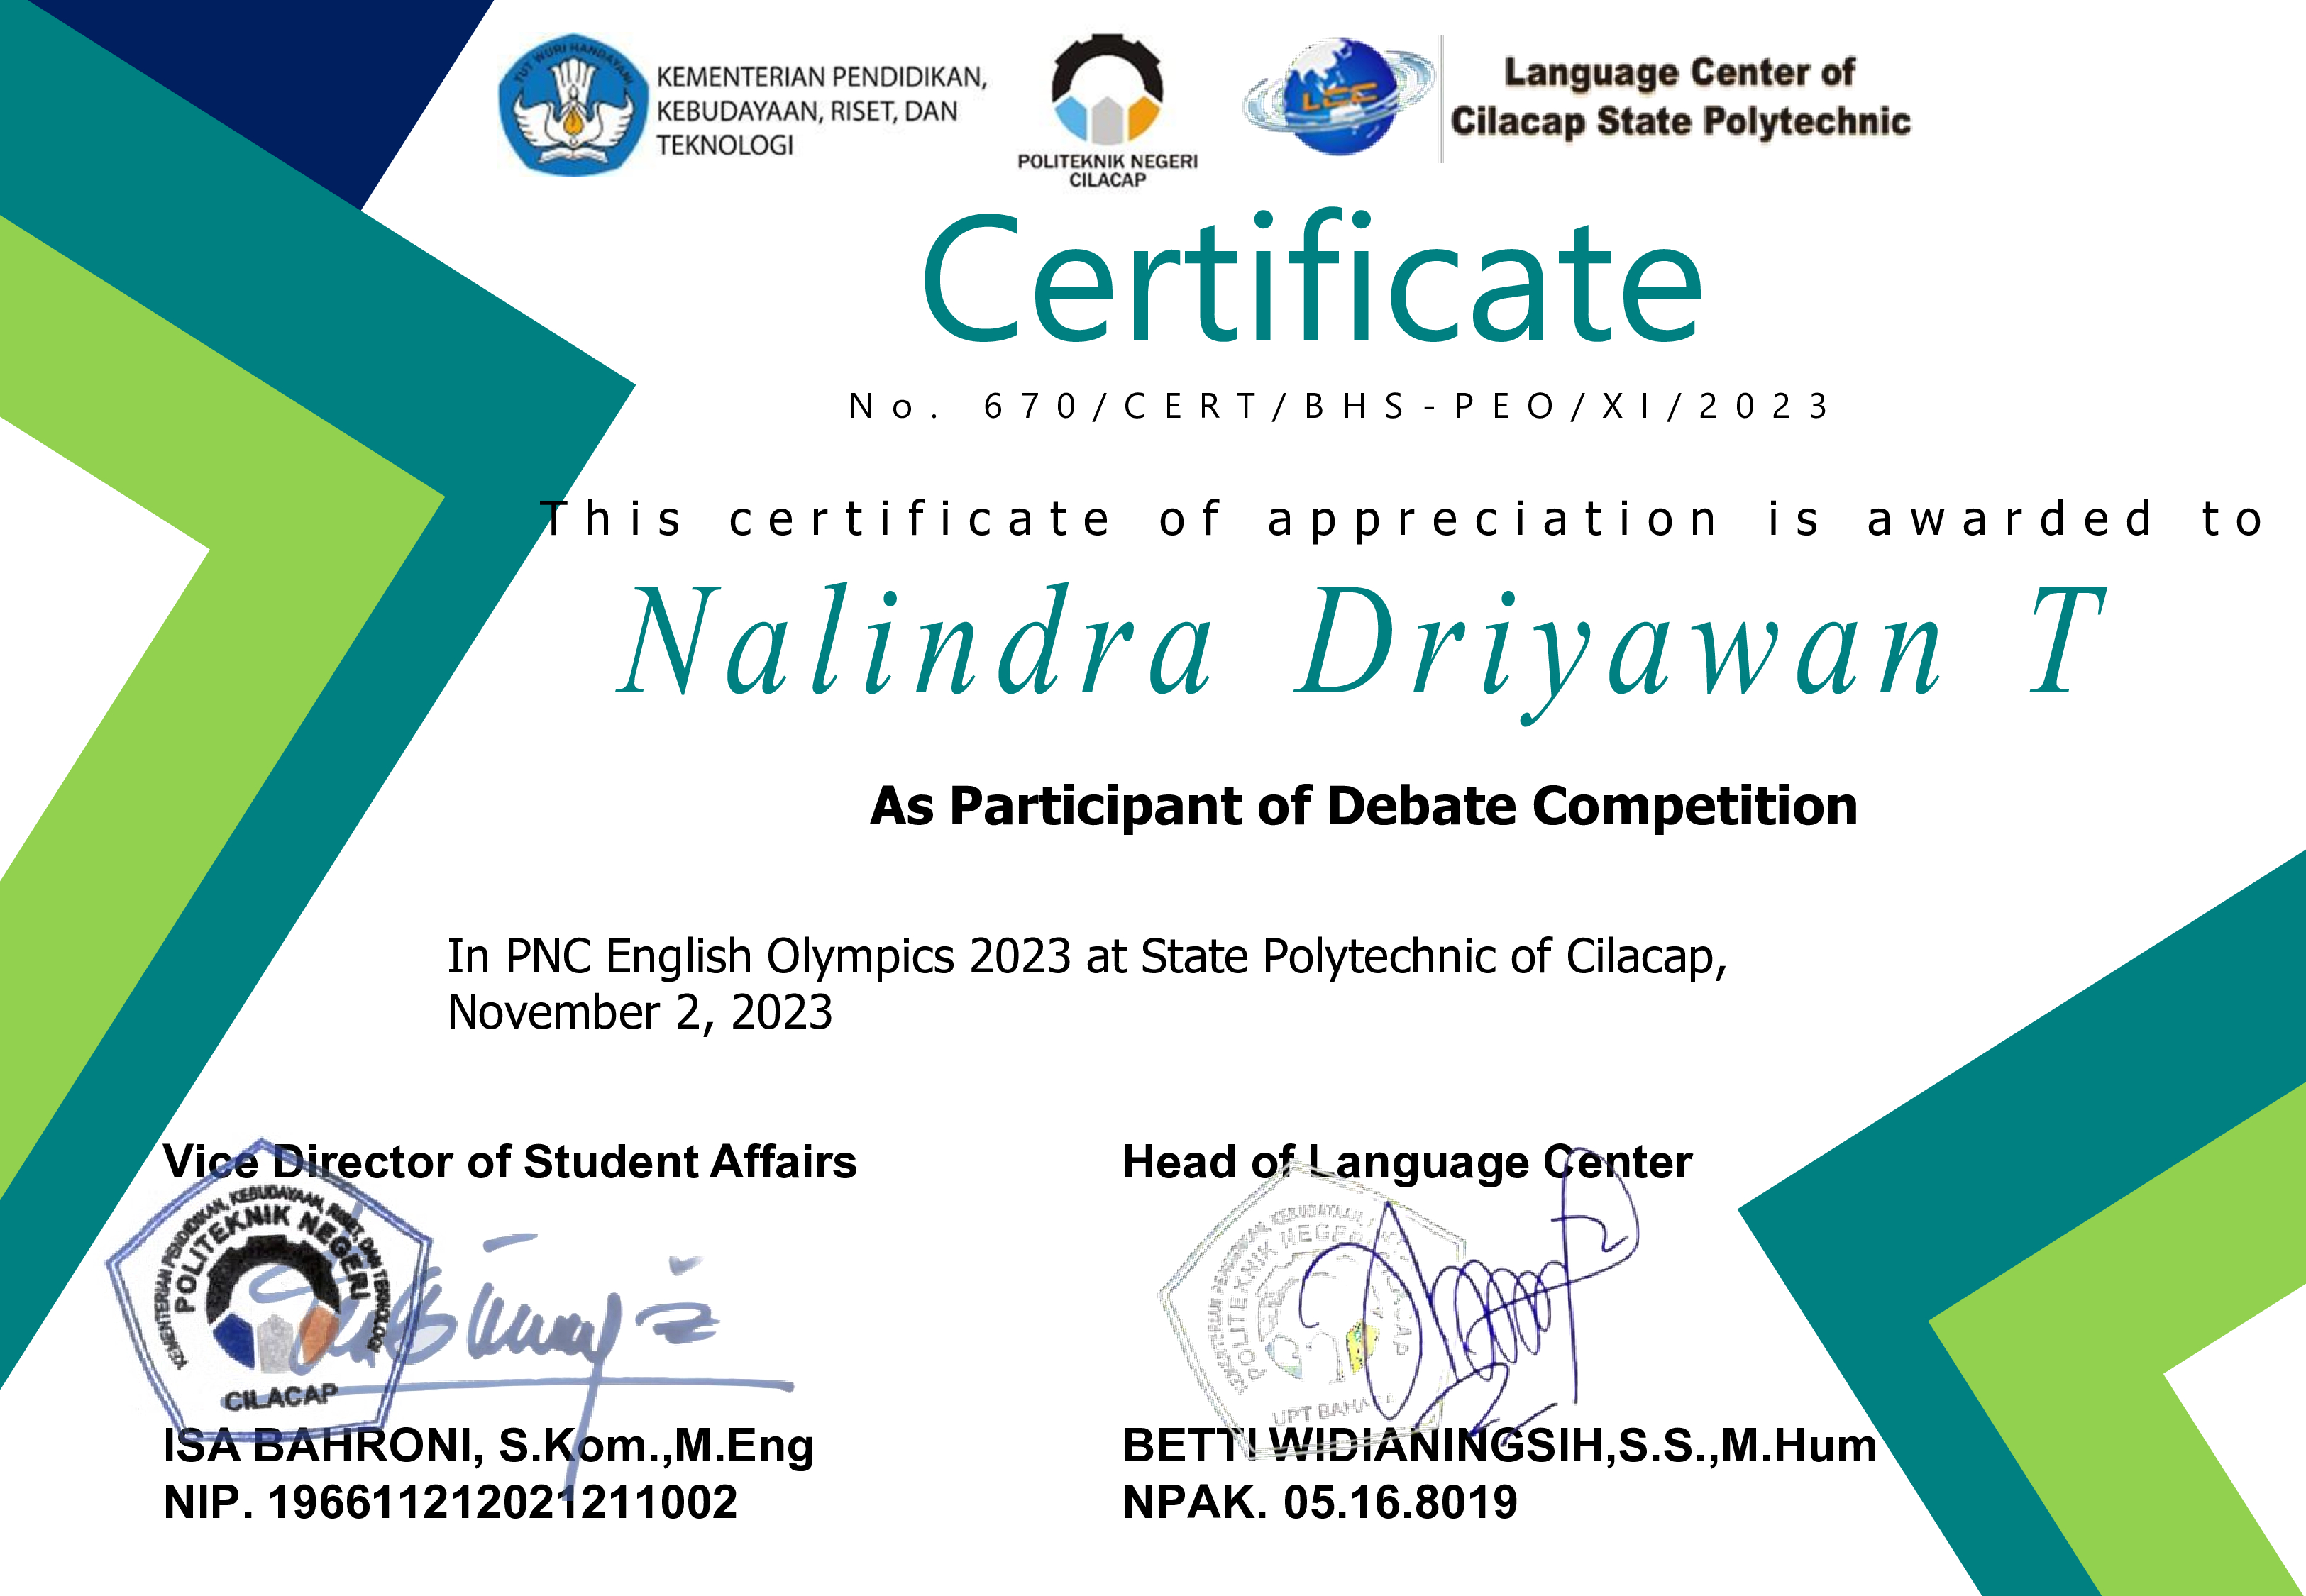 TUT WURI HANDAYANI
KEMENTERIAN PENDIDIKAN,
KEBUDAYAAN, RISET, DAN
TEKNOLOGI
POLITEKNIK NEGERI
CILACAP
LCC
Language Center of
Cilacap State Polytechnic
Certificate
No. 670/CERT/BHS-PEO/XI/2023
This certificate of appreciation is awarded to
Nalindra Driyawan T
As Participant of Debate Competition
In PNC English Olympics 2023 at State Polytechnic of Cilacap,
November 2, 2023
Vice Director of Student Affairs
KEMENTERIAN PENDIDIKAN, KEBUDAYAAN, RISET, DAN TEKNOLOGI
POLITEKNIK NEGERI
CILACAP
ISA BAHRONI, S.Kom.,M.Eng
NIP. 196611212021211002
Head of Language Center
KEBUDAYAAN,
POLITEKNIK NEGERI
UPT BAHASA
BETTI WIDIANINGSIH,S.S.,M.Hum
NPAK. 05.16.8019